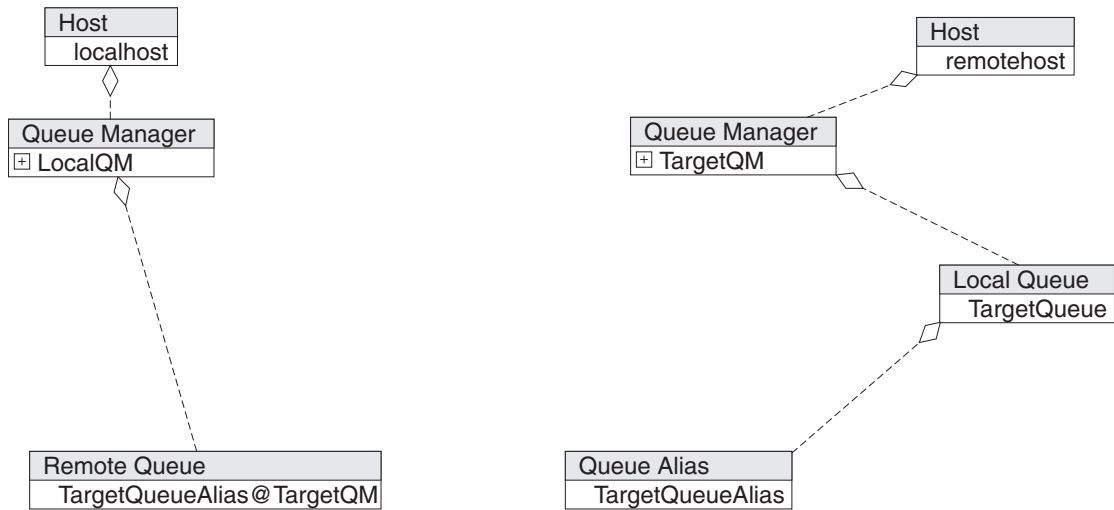 Host
localhost
Queue Manager
LocalQM
Remote Queue
TargetQueueAlias@TargetQM
Host
remotehost
Queue Manager
TargetQM
Local Queue
TargetQueue
Queue Alias
TargetQueueAlias